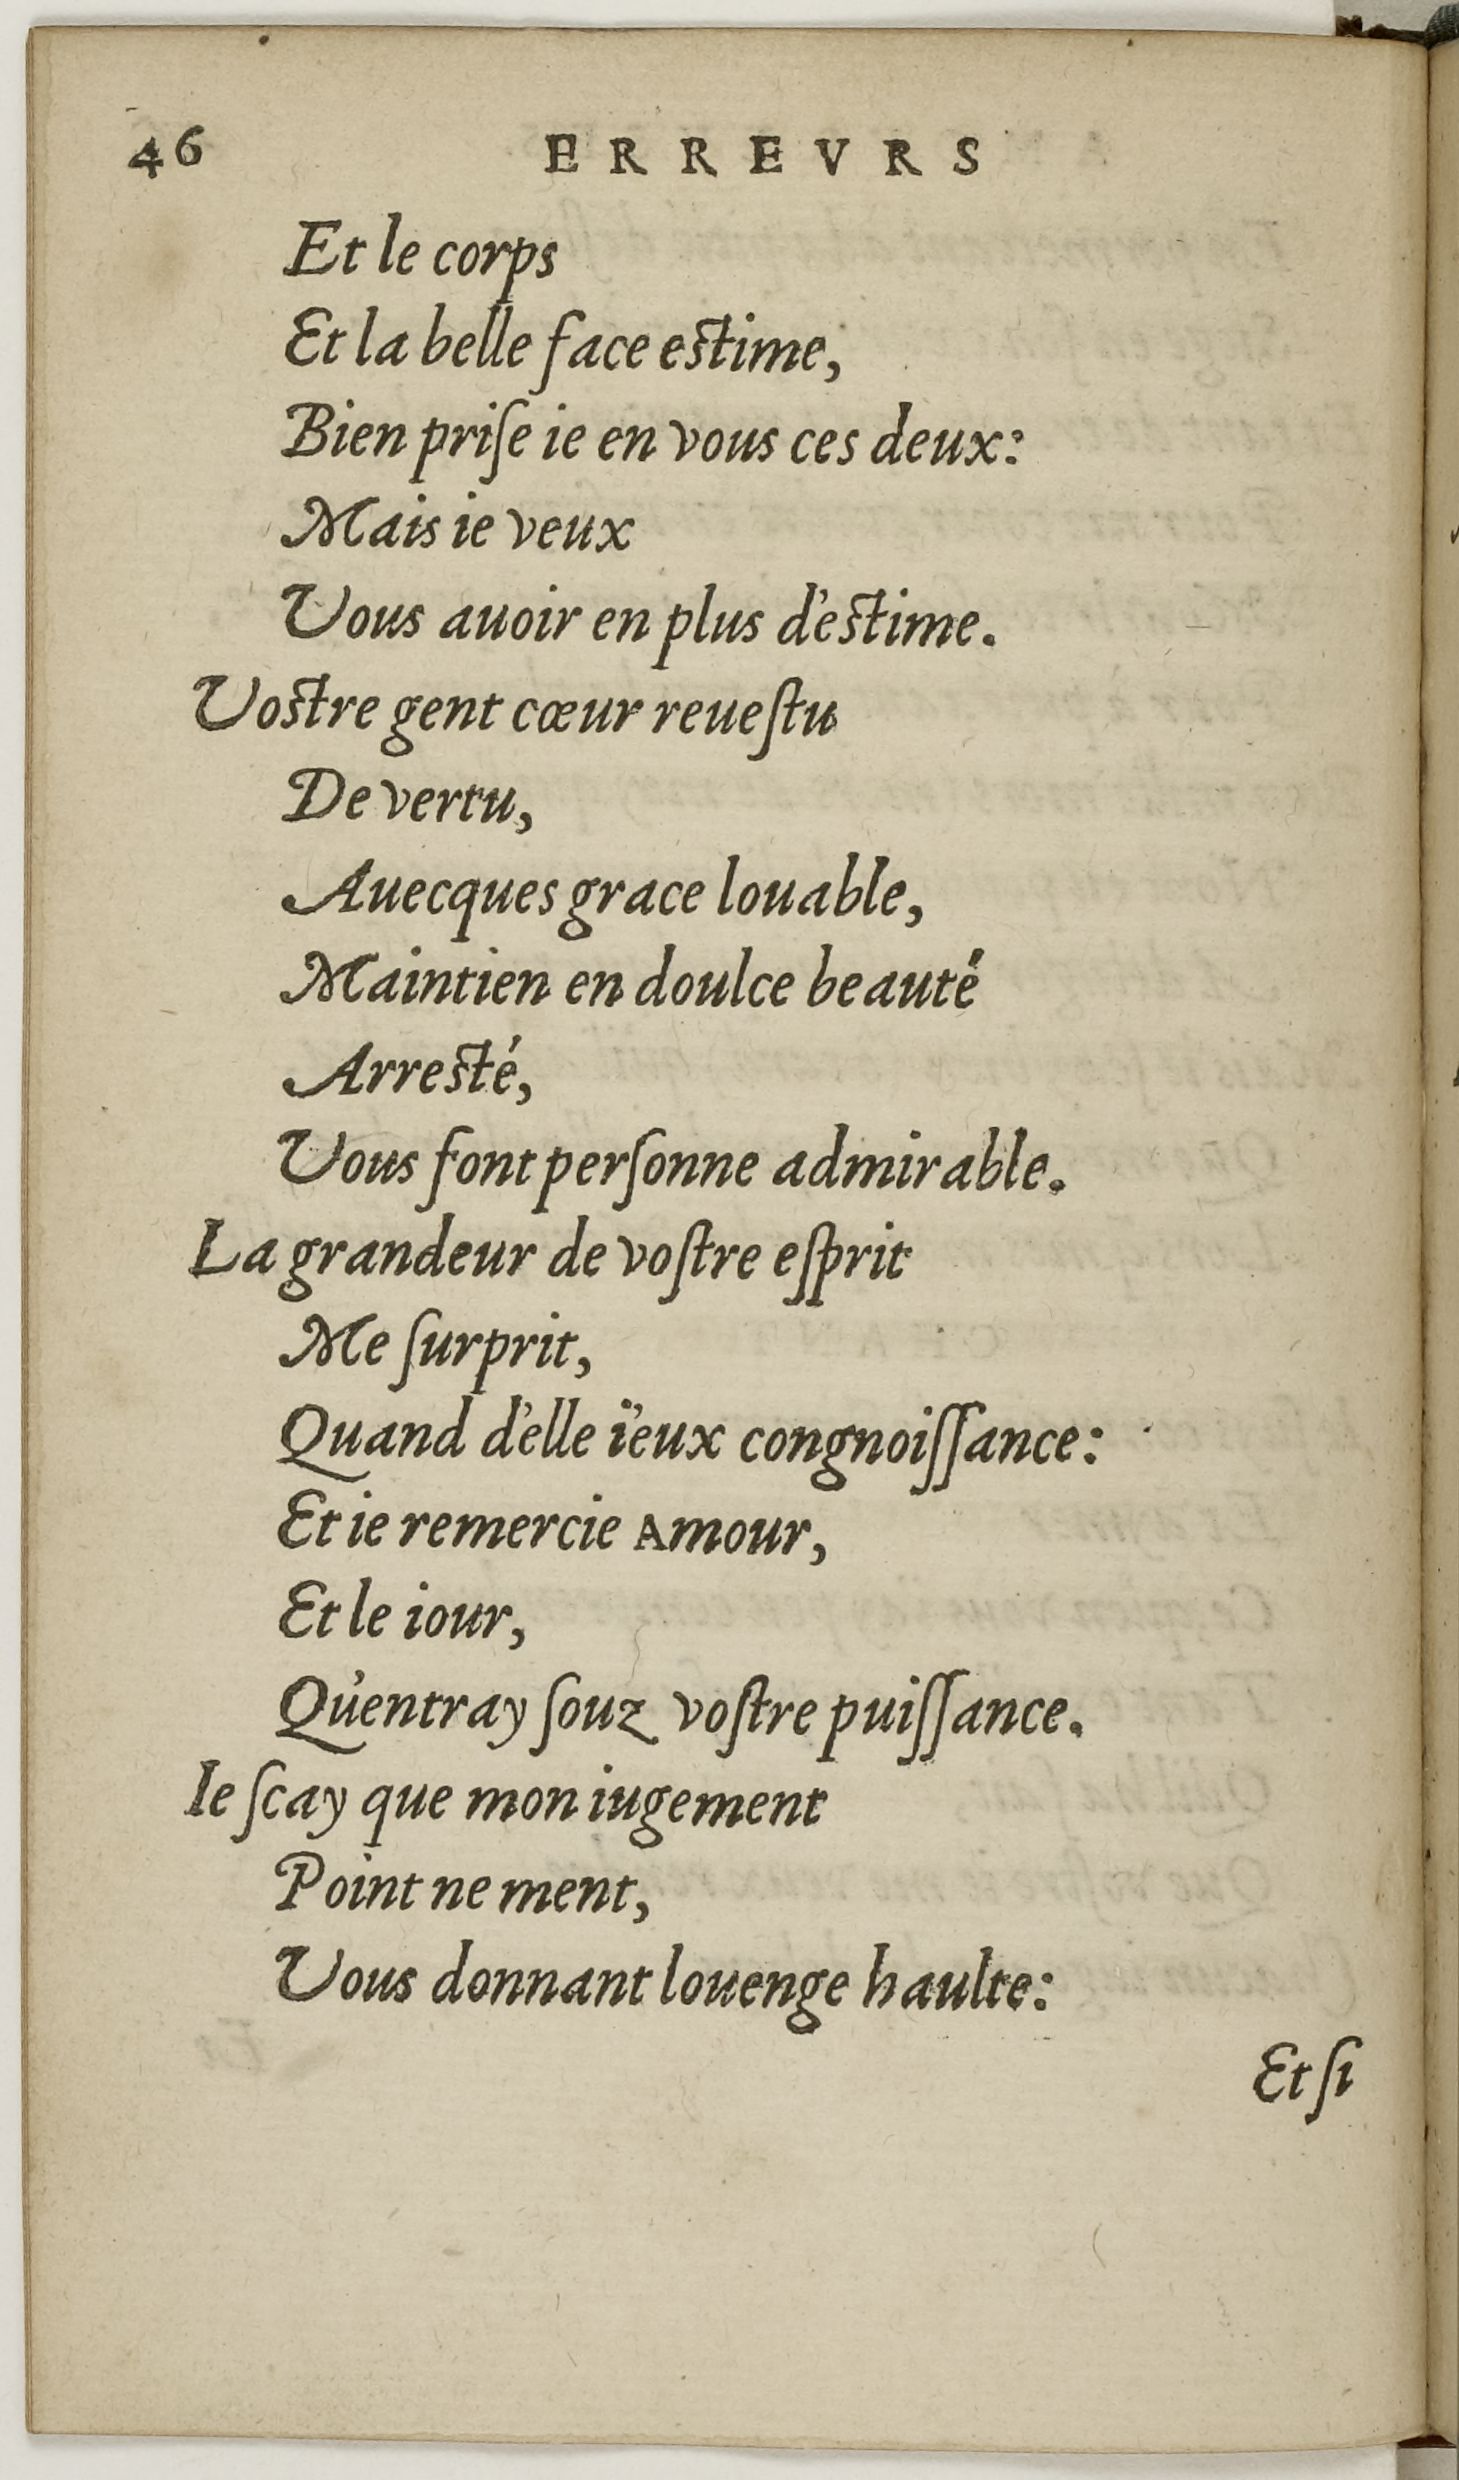 46 ERREVRS
Et le corps
Et la belle face estime,
Bien priſe ie en vous ces deux:
Mais ie veux
Vous auoir en plus d'estime.
Vostre gent cœur reueſtu
De vertu,
Auecques grace louable,
Maintien en doulce beauté
Arresté,
Vous font perſonne admirable.
La grandeur de voſtre eſprit
Me ſurprit,
Quand d'elle i'eux congnoiſſance:
Et ie remercie Amour,
Et le iour,
Qu'entray ſouz voſtre puiſſance.
Ie ſcay que mon iugement
Point ne ment,
Vous donnant louenge haulte:
Et ſi